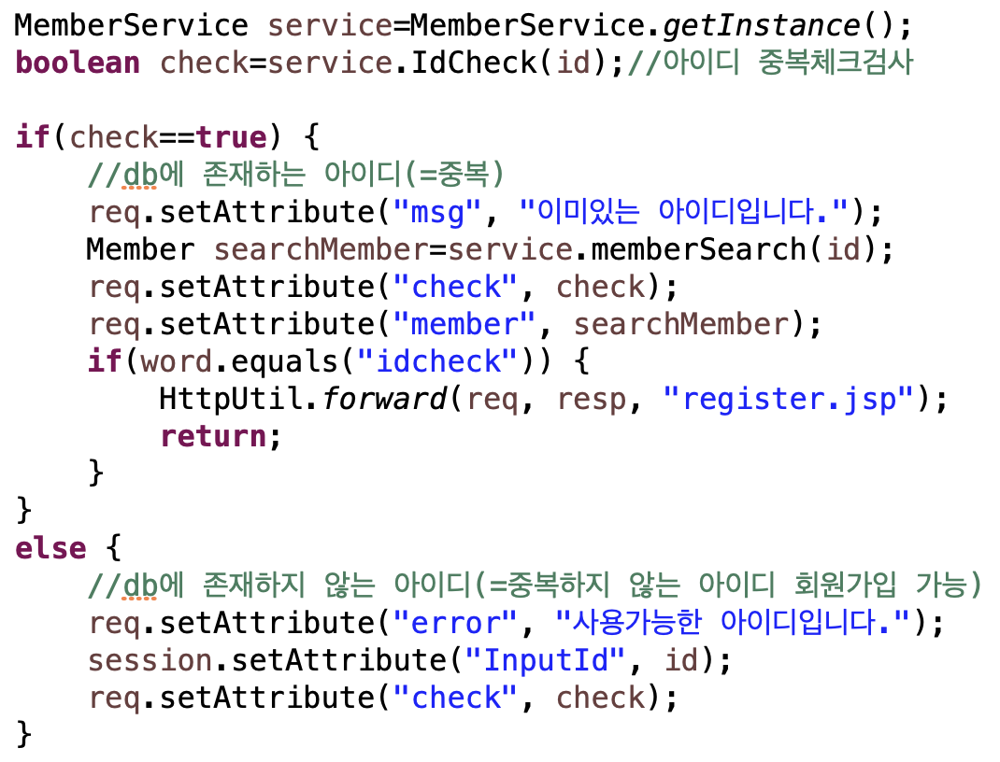 MemberService service=MemberService.getInstance();
boolean check=service.IdCheck(id);//아이디 중복체크검사
if(check==true) {
//db에 존재하는 아이디(=중복)
req.setAttribute("msg", "이미있는 아이디입니다.");
Member searchMember=service.memberSearch(id);
req.setAttribute("check", check);
req.setAttribute("member", searchMember);
if(word.equals("idcheck")) {
HttpUtil.forward(req, resp, "register.jsp");
return;
}
}
else {
//db에 존재하지 않는 아이디(=중복하지 않는 아이디 회원가입 가능)
req.setAttribute("error", "사용가능한 아이디입니다.");
session.setAttribute("InputId", id);
req.setAttribute("check", check);
}